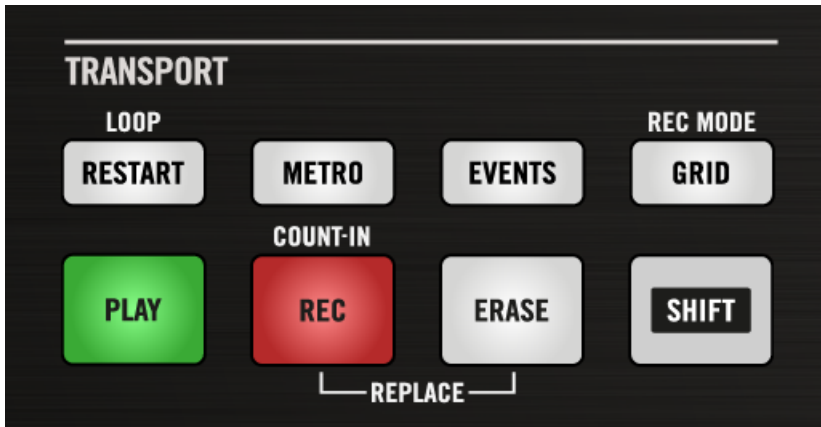 TRANSPORT
LOOP REC MODE
RESTART METRO EVENTS GRID
COUNT-IN
PLAY REC ERASE SHIFT
REPLACE